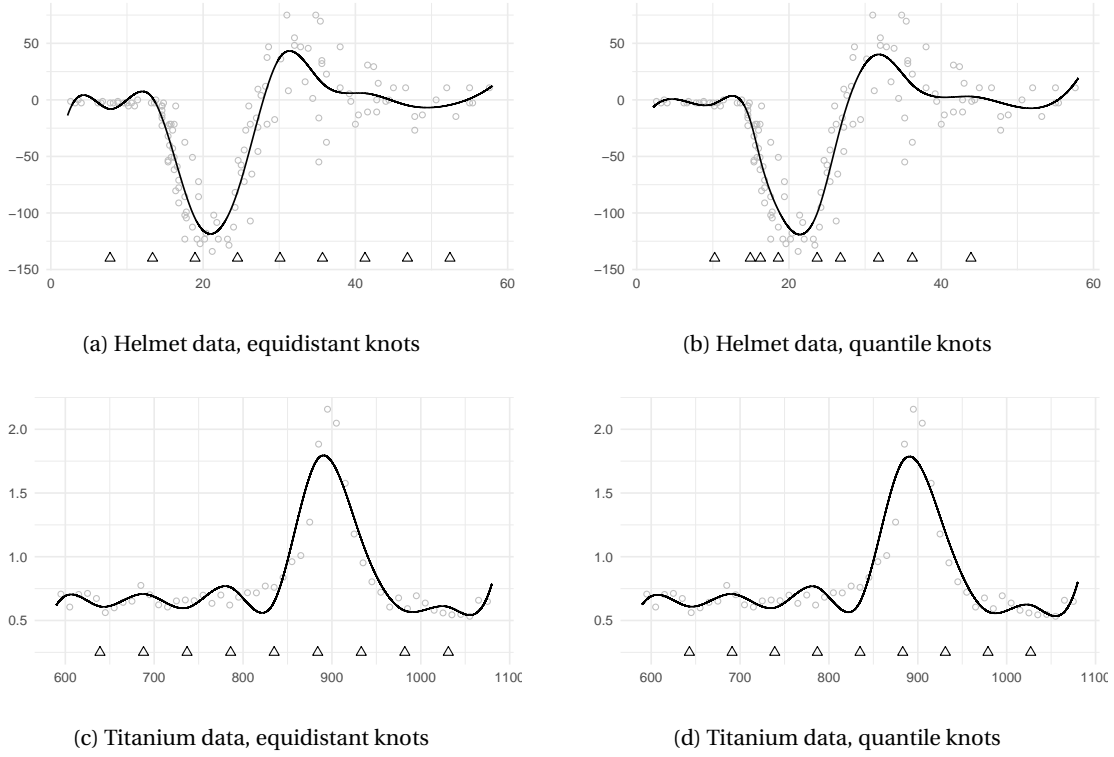 50
0
−50
−100
−150
0 20 40 60
(a) Helmet data, equidistant knots
50
0
−50
−100
−150
0 20 40 60
(b) Helmet data, quantile knots
2.0
1.5
1.0
0.5
600 700 800 900 1000 1100
(c) Titanium data, equidistant knots
2.0
1.5
1.0
0.5
600 700 800 900 1000 1100
(d) Titanium data, quantile knots